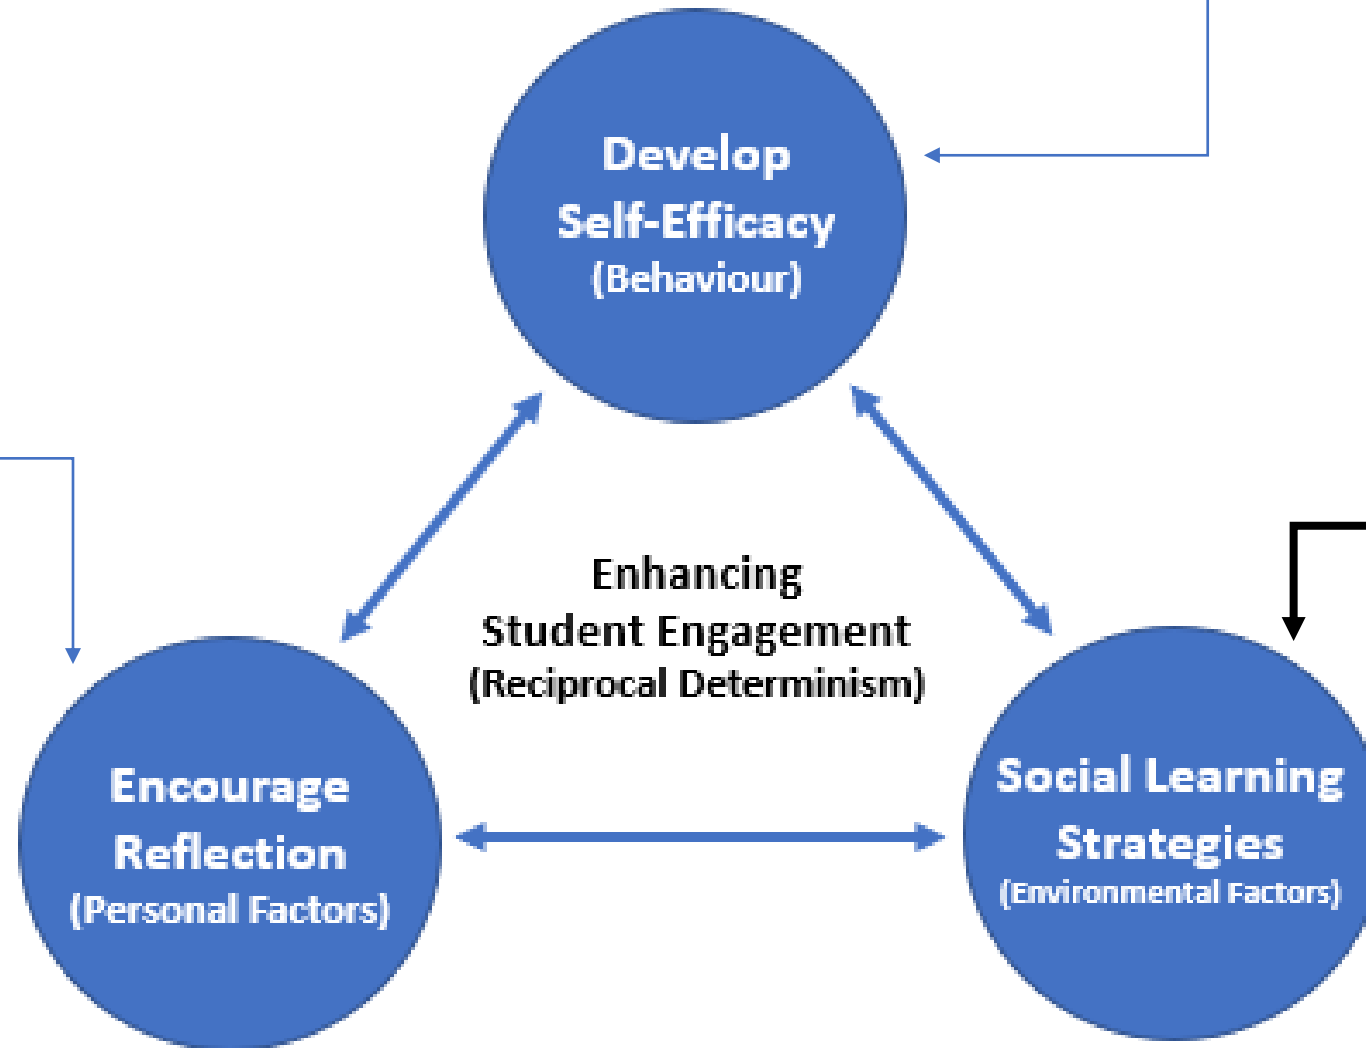 Develop
Self-Efficacy
(Behaviour)
Enhancing
Student Engagement
(Reciprocal Determinism)
Encourage
Reflection
(Personal Factors)
Social Learning
Strategies
(Environmental Factors)